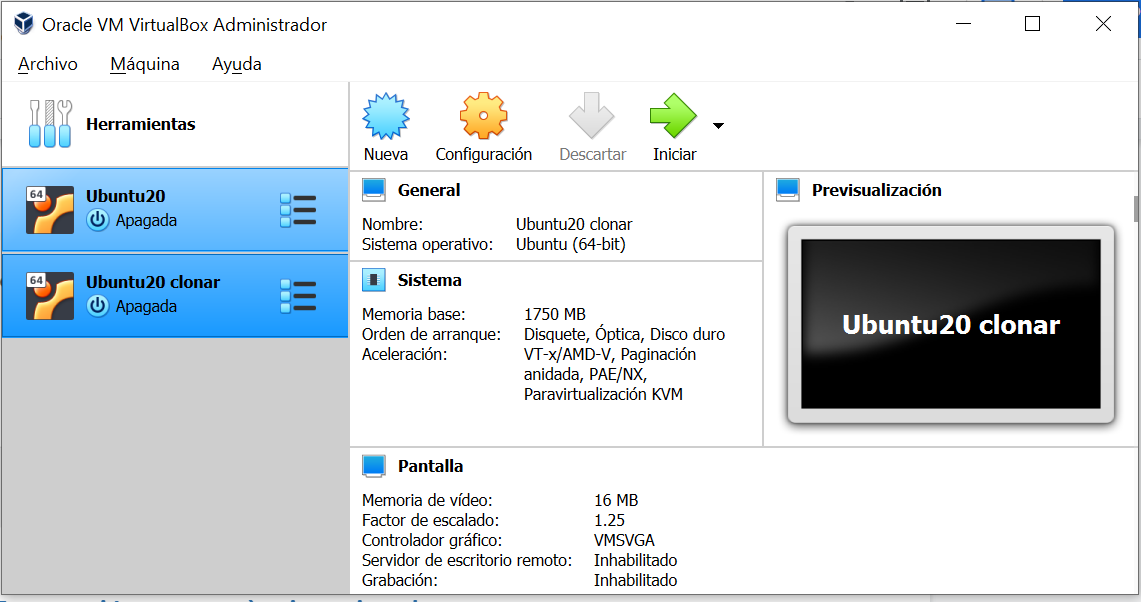 Oracle VM VirtualBox Administrador
Archivo Máquina Ayuda
Herramientas
Nueva Configuración Descartar Iniciar
64
Ubuntu20
Apagada
64
Ubuntu20 clonar
Apagada
General
Nombre: Ubuntu20 clonar
Sistema operativo: Ubuntu (64-bit)
Sistema
Memoria base: 1750 MB
Orden de arranque: Disquete, Óptica, Disco duro
Aceleración: VT-x/AMD-V, Paginación
anidada, PAE/NX,
Paravirtualización KVM
Previsualización
Ubuntu20 clonar
Pantalla
Memoria de vídeo: 16 MB
Factor de escalado: 1.25
Controlador gráfico: VMSVGA
Servidor de escritorio remoto: Inhabilitado
Grabación: Inhabilitado